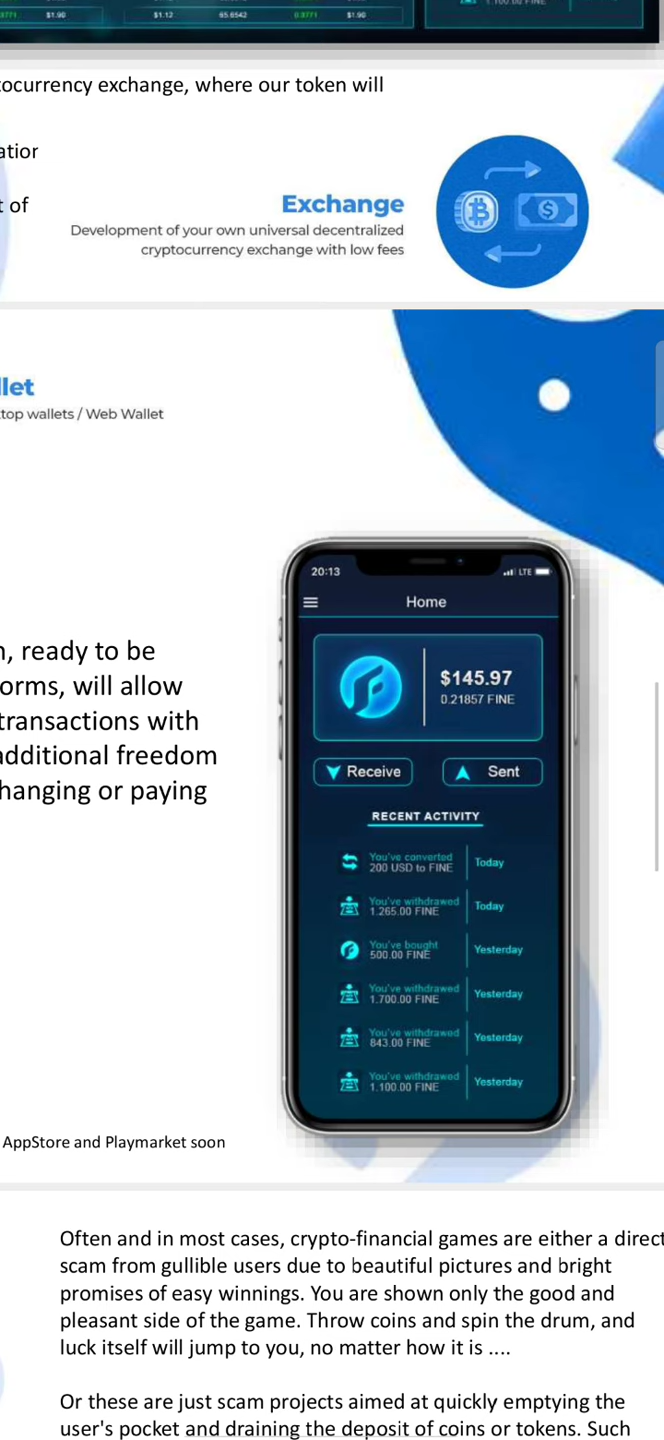 $1.90 $1.12 65.6542 0.3771 $1.90
ocurrency exchange, where our token will
t of
Exchange
Development of your own universal decentralized
cryptocurrency exchange with low fees
llet
top wallets / Web Wallet
, ready to be
orms, will allow
transactions with
additional freedom
hanging or paying
20:13
LTE
Home
$145.97
0.21857 FINE
Receive
Sent
RECENT ACTIVITY
You've converted
200 USD to FINE
Today
You've withdrawed
1.265.00 FINE
Today
You've bought
500.00 FINE
Yesterday
You've withdrawed
1.700.00 FINE
Yesterday
You've withdrawed
843.00 FINE
Yesterday
You've withdrawed
1.100.00 FINE
Yesterday
AppStore and Playmarket soon
Often and in most cases, crypto-financial games are either a direct
scam from gullible users due to beautiful pictures and bright
promises of easy winnings. You are shown only the good and
pleasant side of the game. Throw coins and spin the drum, and
luck itself will jump to you, no matter how it is ....
Or these are just scam projects aimed at quickly emptying the
user's pocket and draining the deposit of coins or tokens. Such